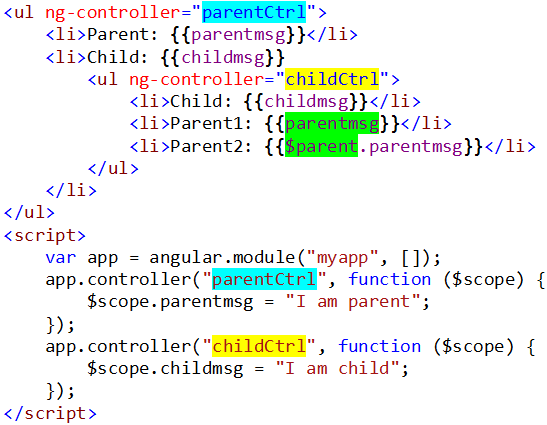 <ul ng-controller="parentCtrl">
    <li>Parent: {{parentmsg}}</li>
    <li>Child: {{childmsg}}
        <ul ng-controller="childCtrl">
            <li>Child: {{childmsg}}</li>
            <li>Parent1: {{parentmsg}}</li>
            <li>Parent2: {{$parent.parentmsg}}</li>
        </ul>
    </li>
</ul>
<script>
    var app = angular.module("myapp", []);
    app.controller("parentCtrl", function ($scope) {
        $scope.parentmsg = "I am parent";
    });
    app.controller("childCtrl", function ($scope) {
        $scope.childmsg = "I am child";
    });
</script>